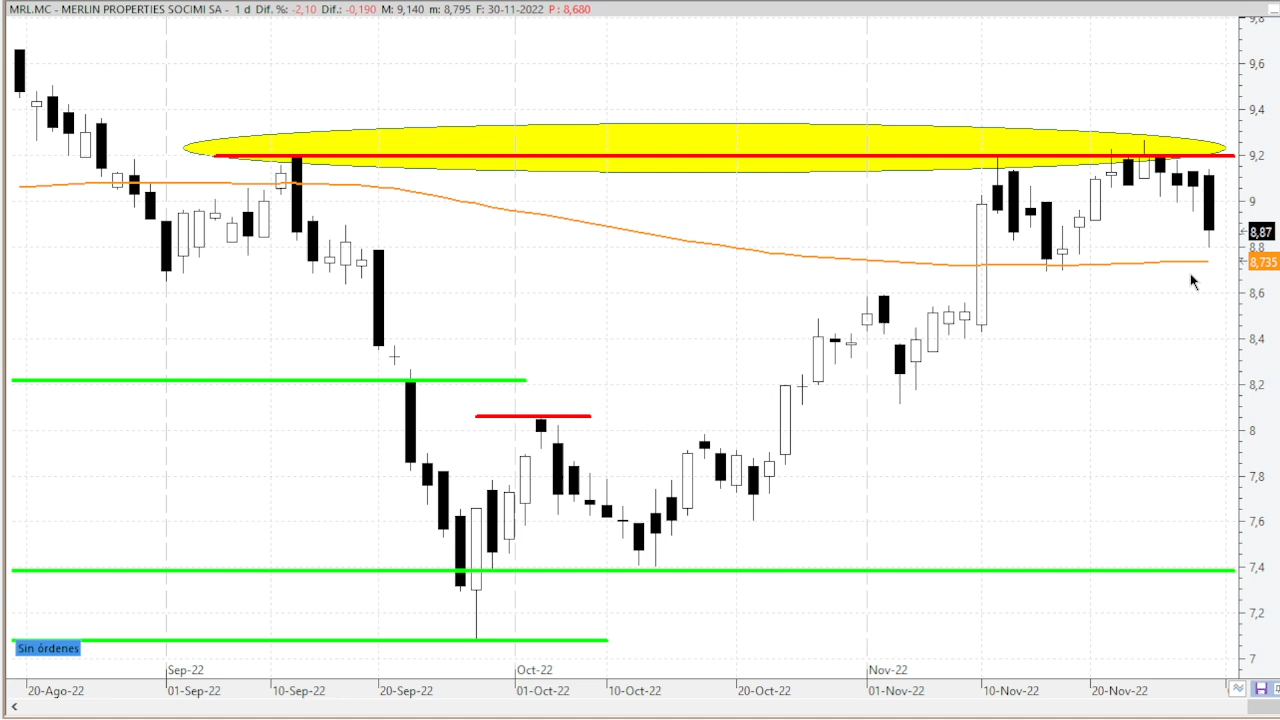 MRL.MC - MERLIN PROPERTIES SOCIMI SA - 1 d Dif. %: -2,10 Dif.: -0,190 M: 9,140 m: 8,795 F: 30-11-2022 P : 8,680
9,8
9,6
9,4
9,2
9
8,87
8,8
8,735
8,6
8,4
8,2
8
7,8
7,6
7,4
7,2
7
Sin órdenes
Sep-22
Oct-22
Nov-22
20-Ago-22
01-Sep-22
10-Sep-22
20-Sep-22
01-Oct-22
10-Oct-22
20-Oct-22
01-Nov-22
10-Nov-22
20-Nov-22